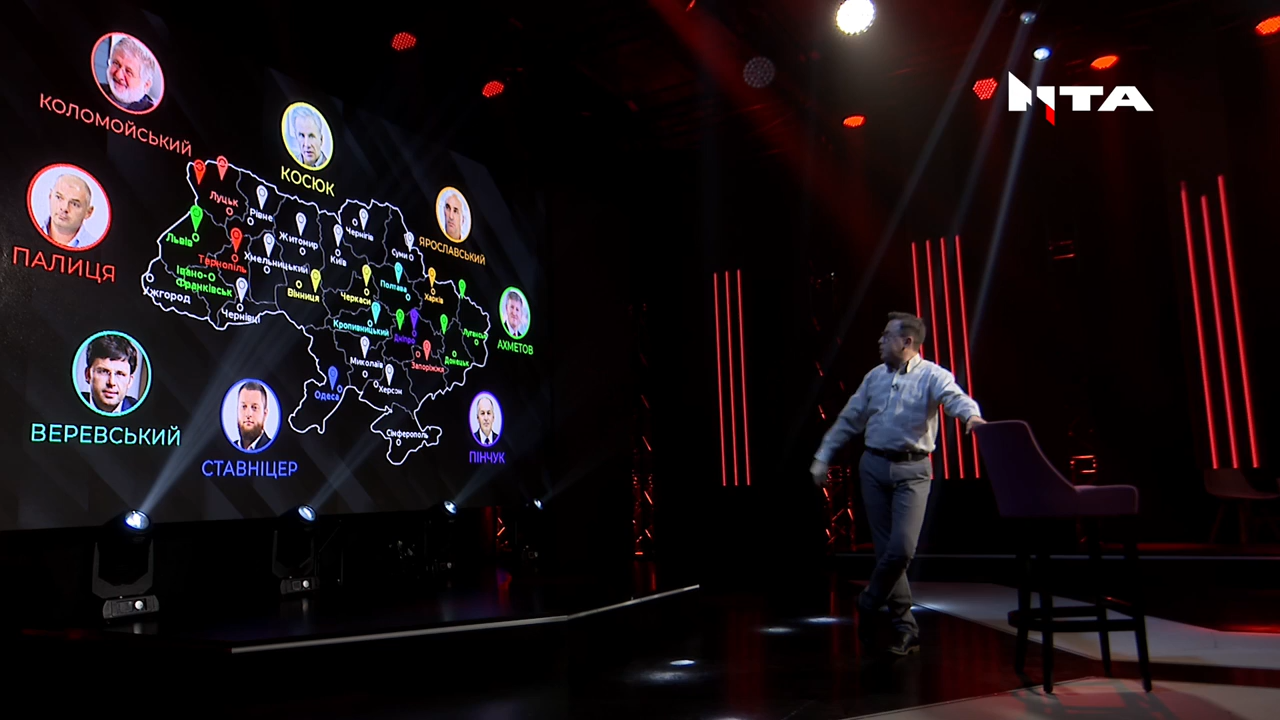 НТА
КОЛОМОЙСЬКИЙ
КОСЮК
ПАЛИЦЯ
ЯРОСЛАВСЬКИЙ
АХМЕТОВ
ВЕРЕВСЬКИЙ
СТАВНІЦЕР
ПІНЧУК
Луцьк
Рівне
Житомир
Київ
Чернігів
Суми
Львів
Тернопіль
Хмельницький
Вінниця
Черкаси
Полтава
Харків
Івано-
Франківськ
Ужгород
Чернівці
Кропивницький
Дніпро
Луганськ
Донецьк
Запоріжжя
Миколаїв
Херсон
Одеса
Сімферополь